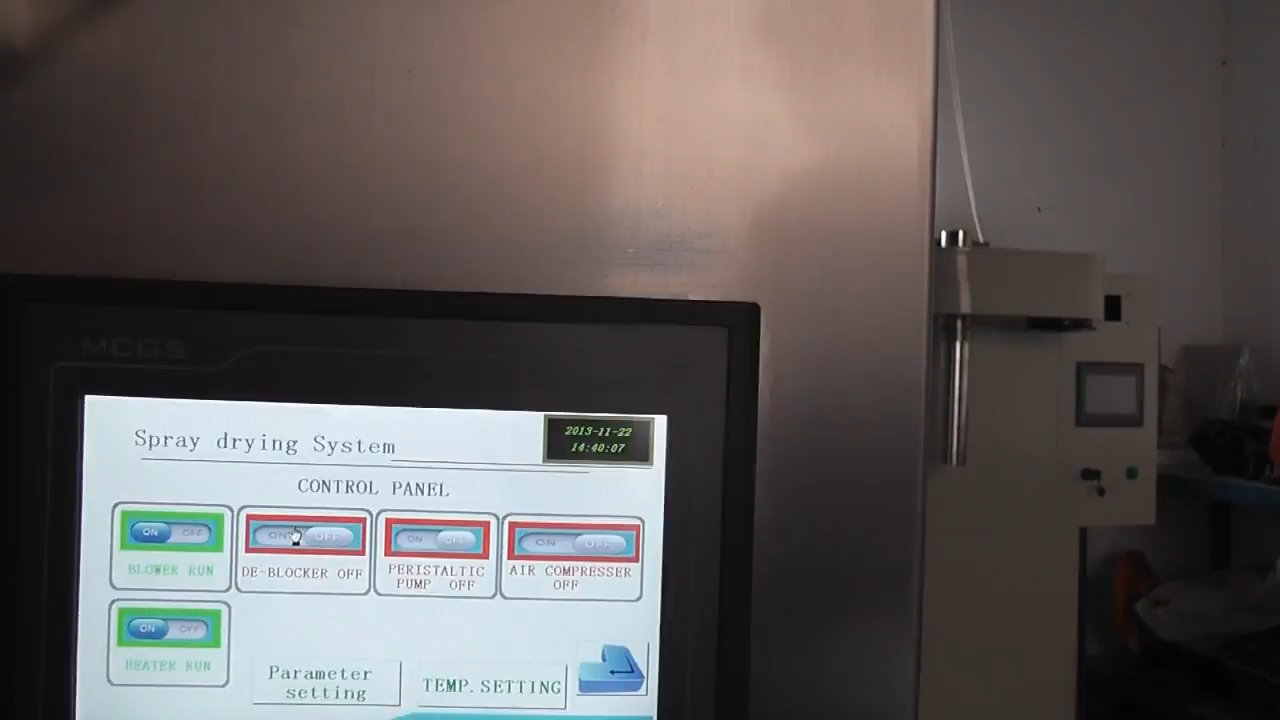 MCGS
Spray drying System
2013-11-22
14:40:07
CONTROL PANEL
ON OFF
BLOWER RUN
ON OFF
DE-BLOCKER OFF
ON OFF
PERISTALTIC
PUMP OFF
ON OFF
AIR COMPRESSER
OFF
ON OFF
HEATER RUN
Parameter
setting
TEMP.SETTING